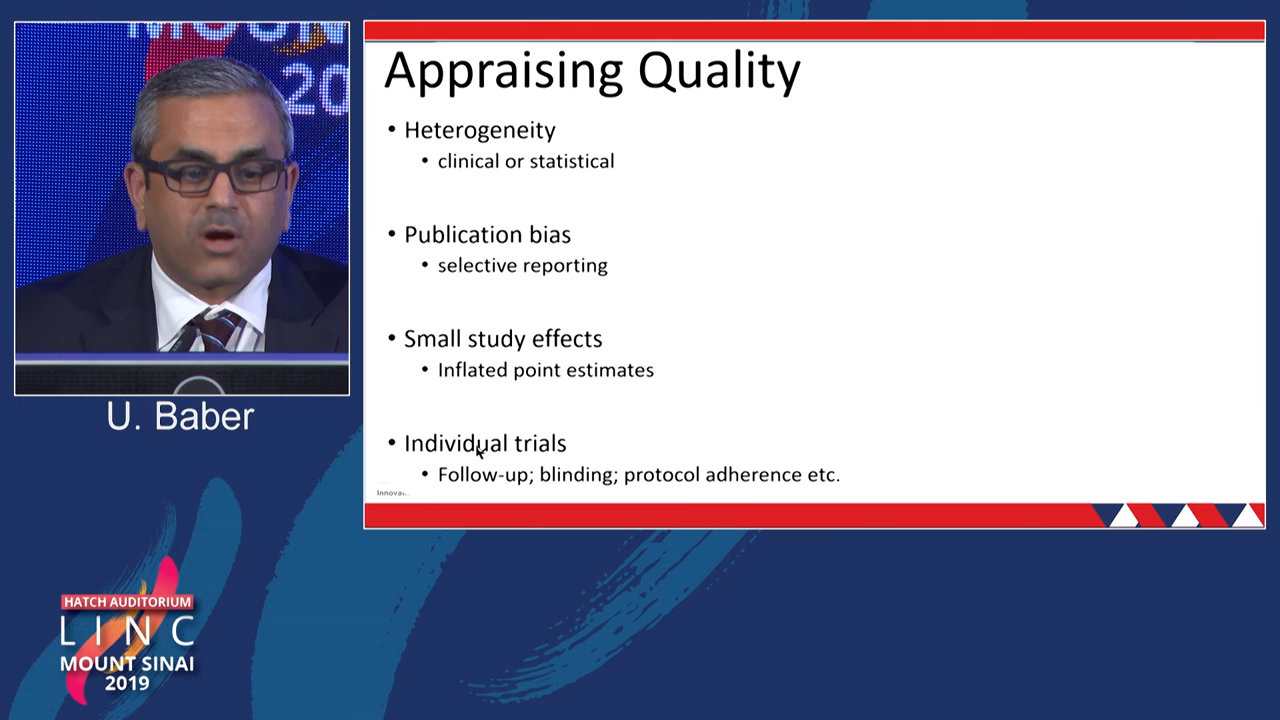 20
Appraising Quality
• Heterogeneity
• clinical or statistical
• Publication bias
• selective reporting
• Small study effects
• Inflated point estimates
• Individual trials
• Follow-up; blinding; protocol adherence etc.
U. Baber
HATCH AUDITORIUM
LINC
MOUNT SINAI
2019